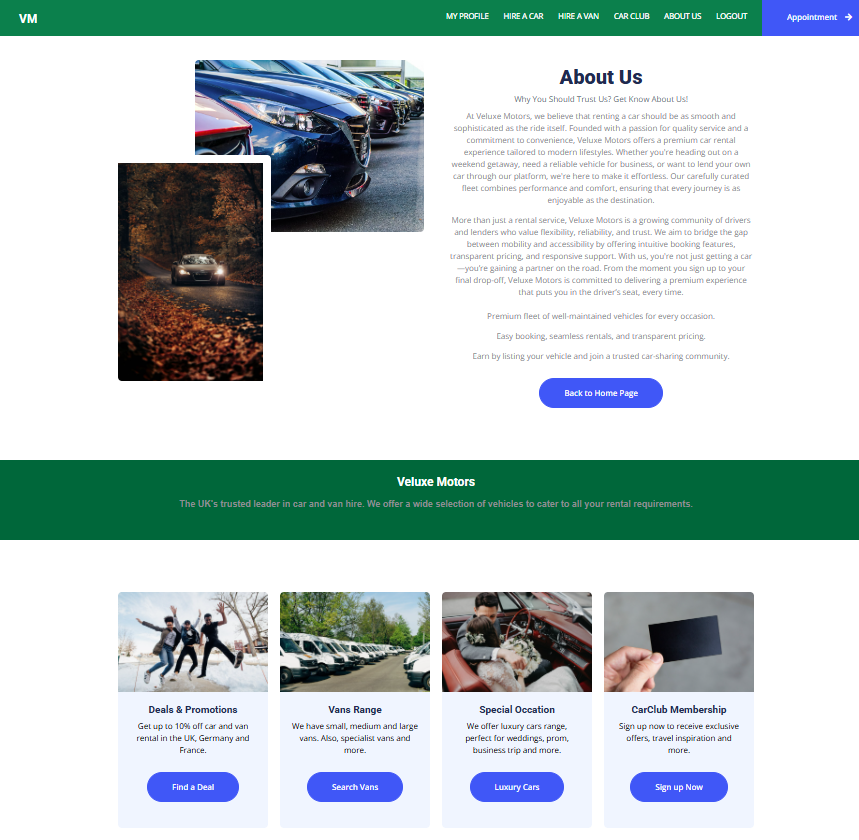 VM
MY PROFILE HIRE A CAR HIRE A VAN CAR CLUB ABOUT US LOGOUT
Appointment →
About Us
Why You Should Trust Us? Get Know About Us!
At Veluxe Motors, we believe that renting a car should be as smooth and
sophisticated as the ride itself. Founded with a passion for quality service and a
commitment to convenience, Veluxe Motors offers a premium car rental
experience tailored to modern lifestyles. Whether you're heading out on a
weekend getaway, need a reliable vehicle for business, or want to lend your own
car through our platform, we're here to make it effortless. Our carefully curated
fleet combines performance and comfort, ensuring that every journey is as
enjoyable as the destination.
More than just a rental service, Veluxe Motors is a growing community of drivers
and lenders who value flexibility, reliability, and trust. We aim to bridge the gap
between mobility and accessibility by offering intuitive booking features,
transparent pricing, and responsive support. With us, you're not just getting a car
—you're gaining a partner on the road. From the moment you sign up to your
final drop-off, Veluxe Motors is committed to delivering a premium experience
that puts you in the driver's seat, every time.
Premium fleet of well-maintained vehicles for every occasion.
Easy booking, seamless rentals, and transparent pricing.
Earn by listing your vehicle and join a trusted car-sharing community.
Back to Home Page
Veluxe Motors
The UK's trusted leader in car and van hire. We offer a wide selection of vehicles to cater to all your rental requirements.
Deals & Promotions
Get up to 10% off car and van
rental in the UK, Germany and
France.
Find a Deal
Vans Range
We have small, medium and large
vans. Also, specialist vans and
more.
Search Vans
Special Occation
We offer luxury cars range,
perfect for weddings, prom,
business trip and more.
Luxury Cars
CarClub Membership
Sign up now to receive exclusive
offers, travel inspiration and
more.
Sign up Now